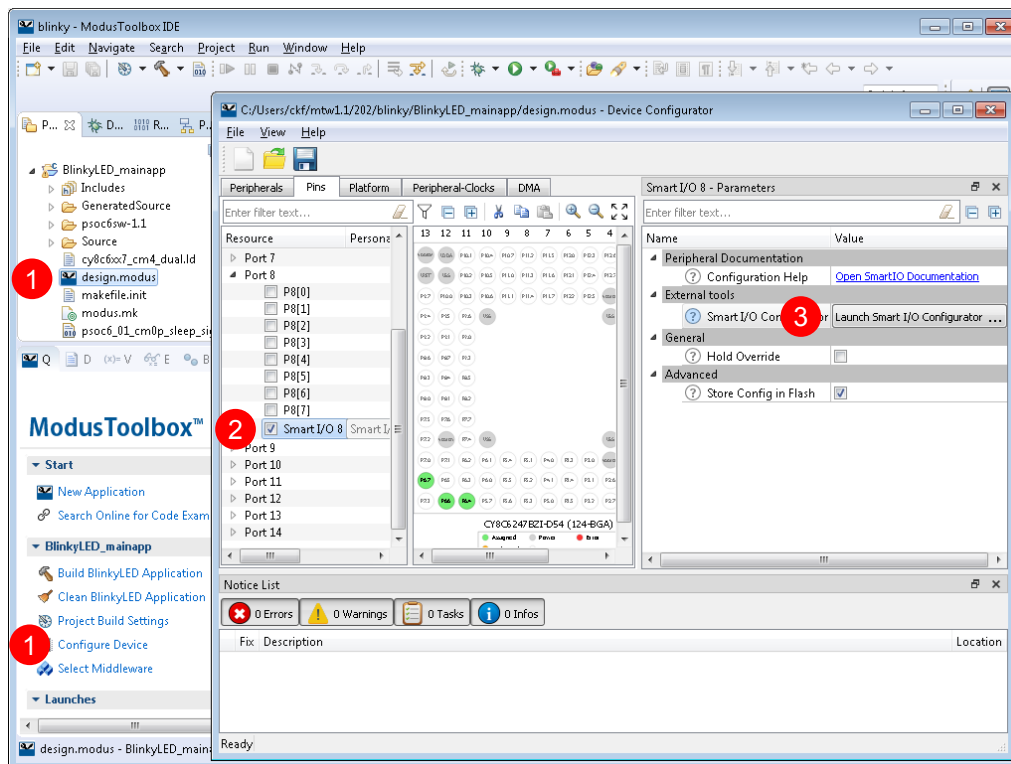 blinky - ModusToolbox IDE
File Edit Navigate Search Project Run Window Help
P... D... R... P..
BlinkyLED_mainapp
Includes
GeneratedSource
psoc6sw-1.1
Source
cy8c6xx7_cm4_dual.ld
1
design.modus
makefile.init
modus.mk
psoc6_01_cm0p_sleep_si
Q D (x)= V E B
ModusToolbox™
Start
New Application
Search Online for Code Exam
BlinkyLED_mainapp
Build BlinkyLED Application
Clean BlinkyLED Application
Project Build Settings
1
Configure Device
Select Middleware
Launches
design.modus - BlinkyLED_maina
C:/Users/ckf/mtw1.1/202/blinky/BlinkyLED_mainapp/design.modus - Device Configurator
File View Help
Peripherals Pins Platform Peripheral-Clocks DMA
Enter filter text...
Resource Persona
Port 7
Port 8
P8[0]
P8[1]
P8[2]
P8[3]
P8[4]
P8[5]
P8[6]
P8[7]
2
Smart I/O 8 Smart I/
Port 9
Port 10
Port 11
Port 12
Port 13
Port 14
13 12 11 10 9 8 7 6 5 4
CY8C6247BZI-D54 (124-BGA)
Assigned Power Error
Smart I/O 8 - Parameters
Enter filter text...
Name Value
Peripheral Documentation
Configuration Help Open SmartIO Documentation
External tools
Smart I/O Con 3 r Launch Smart I/O Configurator ...
General
Hold Override
Advanced
Store Config in Flash
Notice List
0 Errors 0 Warnings 0 Tasks 0 Infos
Fix Description Location
Ready